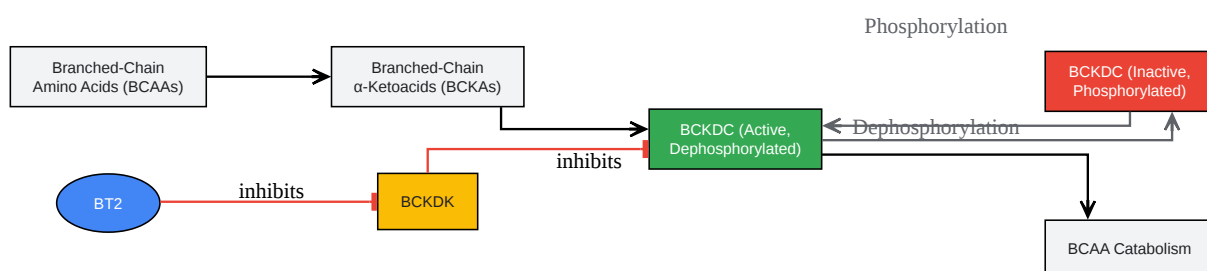 Phosphorylation
Branched-Chain
Amino Acids (BCAAs)
Branched-Chain
α-Ketoacids (BCKAs)
BCKDC (Inactive,
Phosphorylated)
BCKDC (Active,
Dephosphorylated)
Dephosphorylation
inhibits
inhibits
BT2
BCKDK
BCAA Catabolism